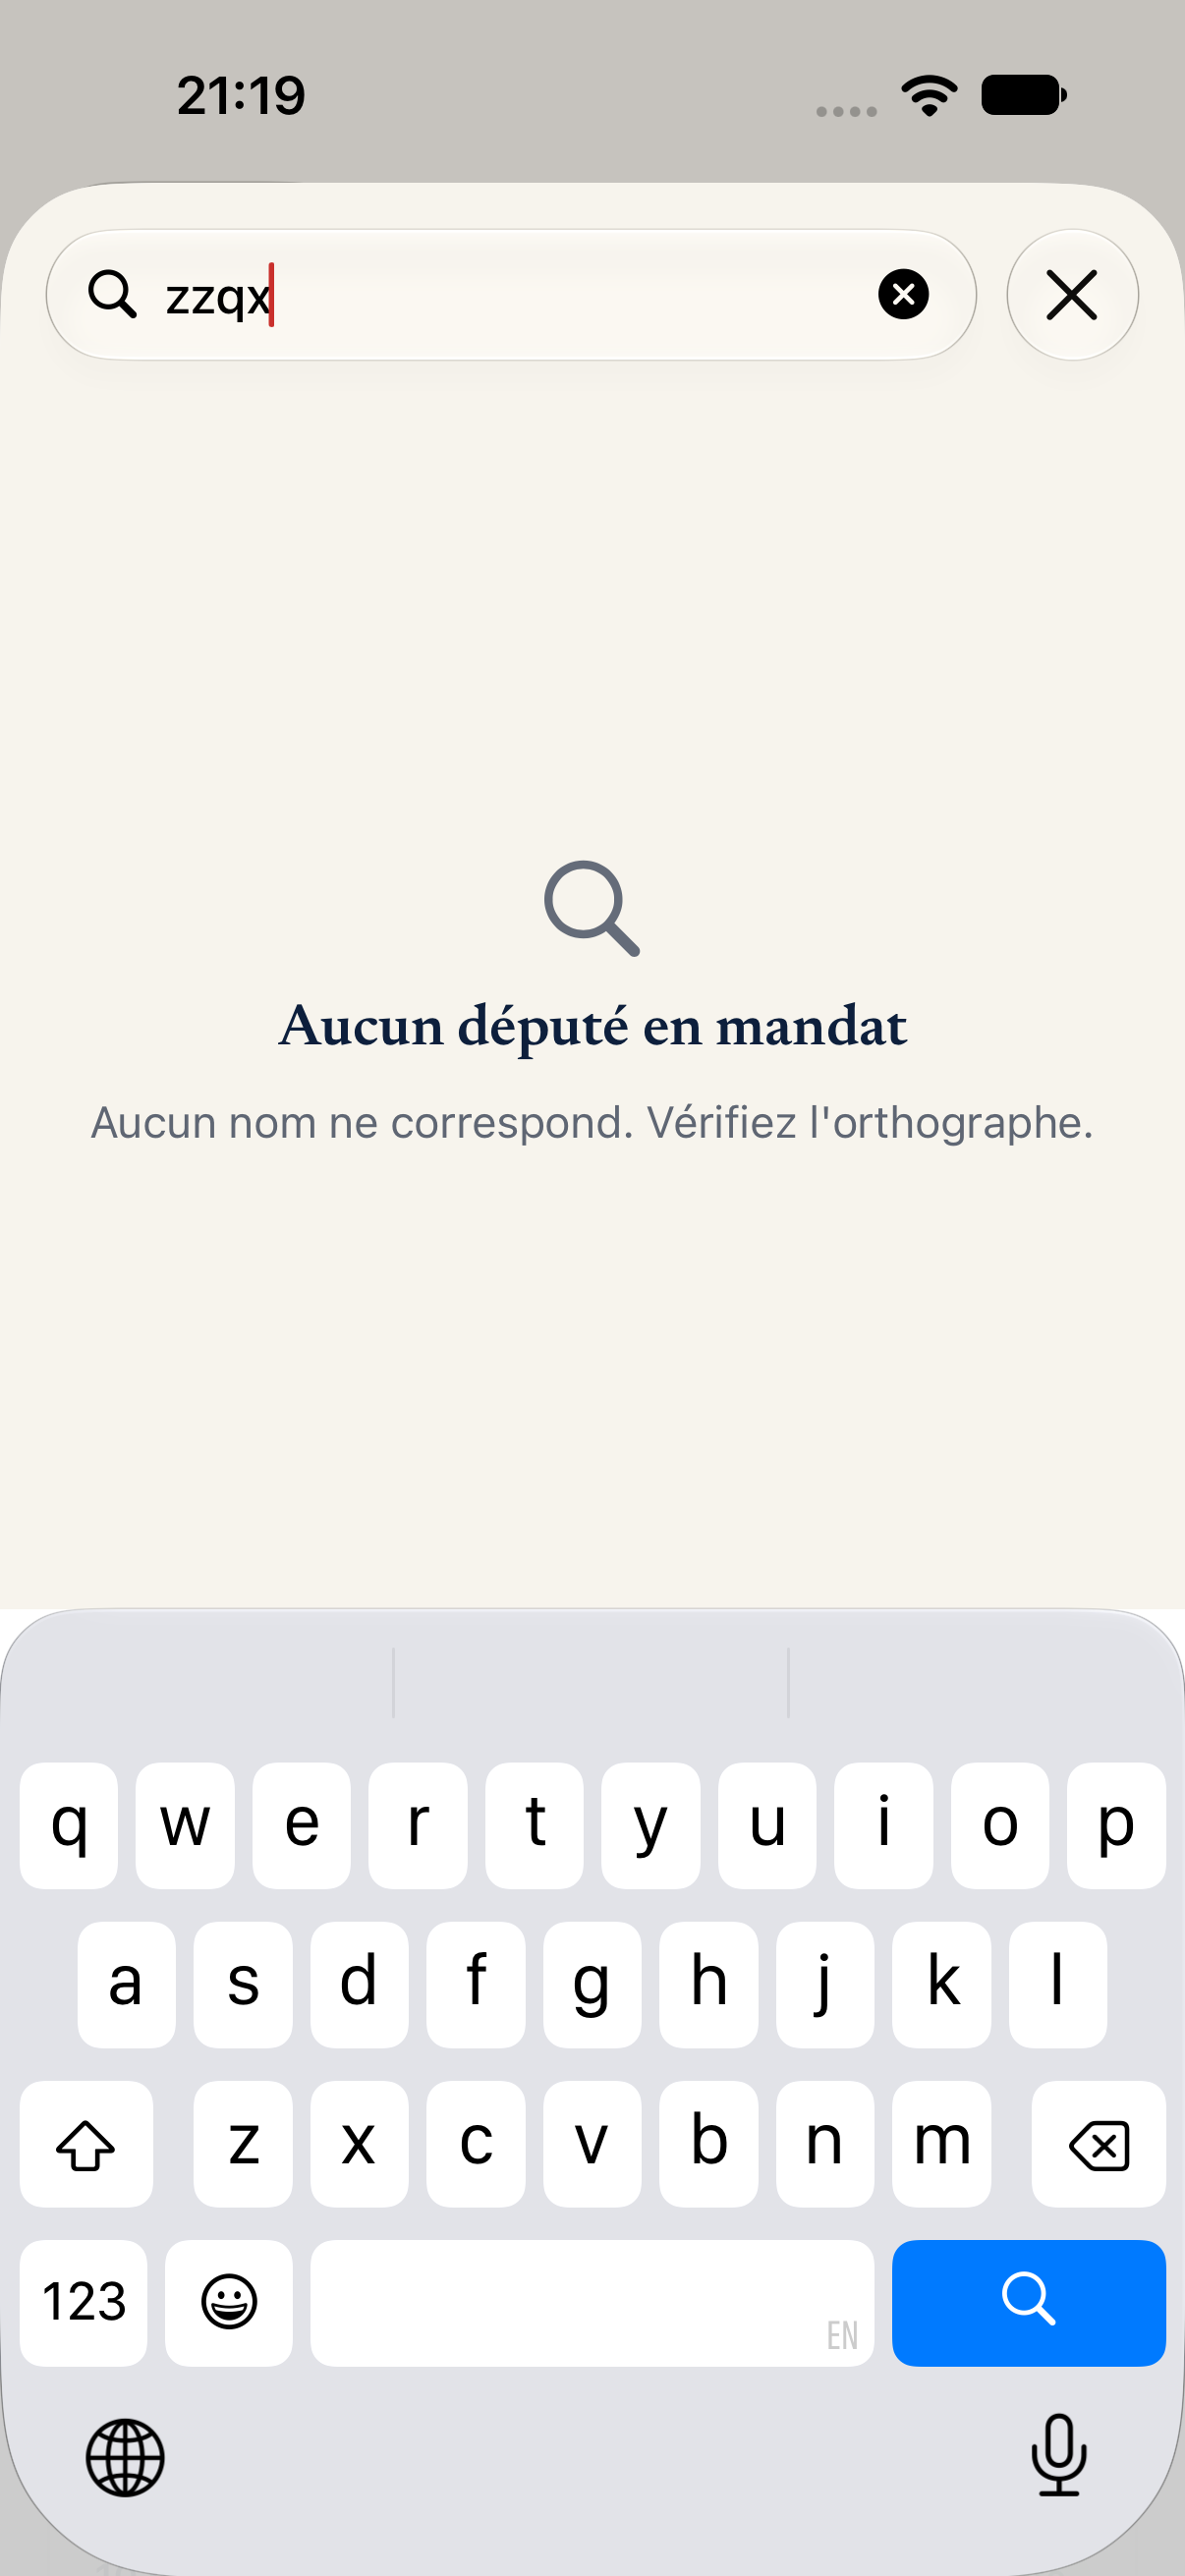 21:19
zzqx
Aucun député en mandat
Aucun nom ne correspond. Vérifiez l'orthographe.
q w e r t y u i o p
a s d f g h j k l
z x c v b n m
123
EN